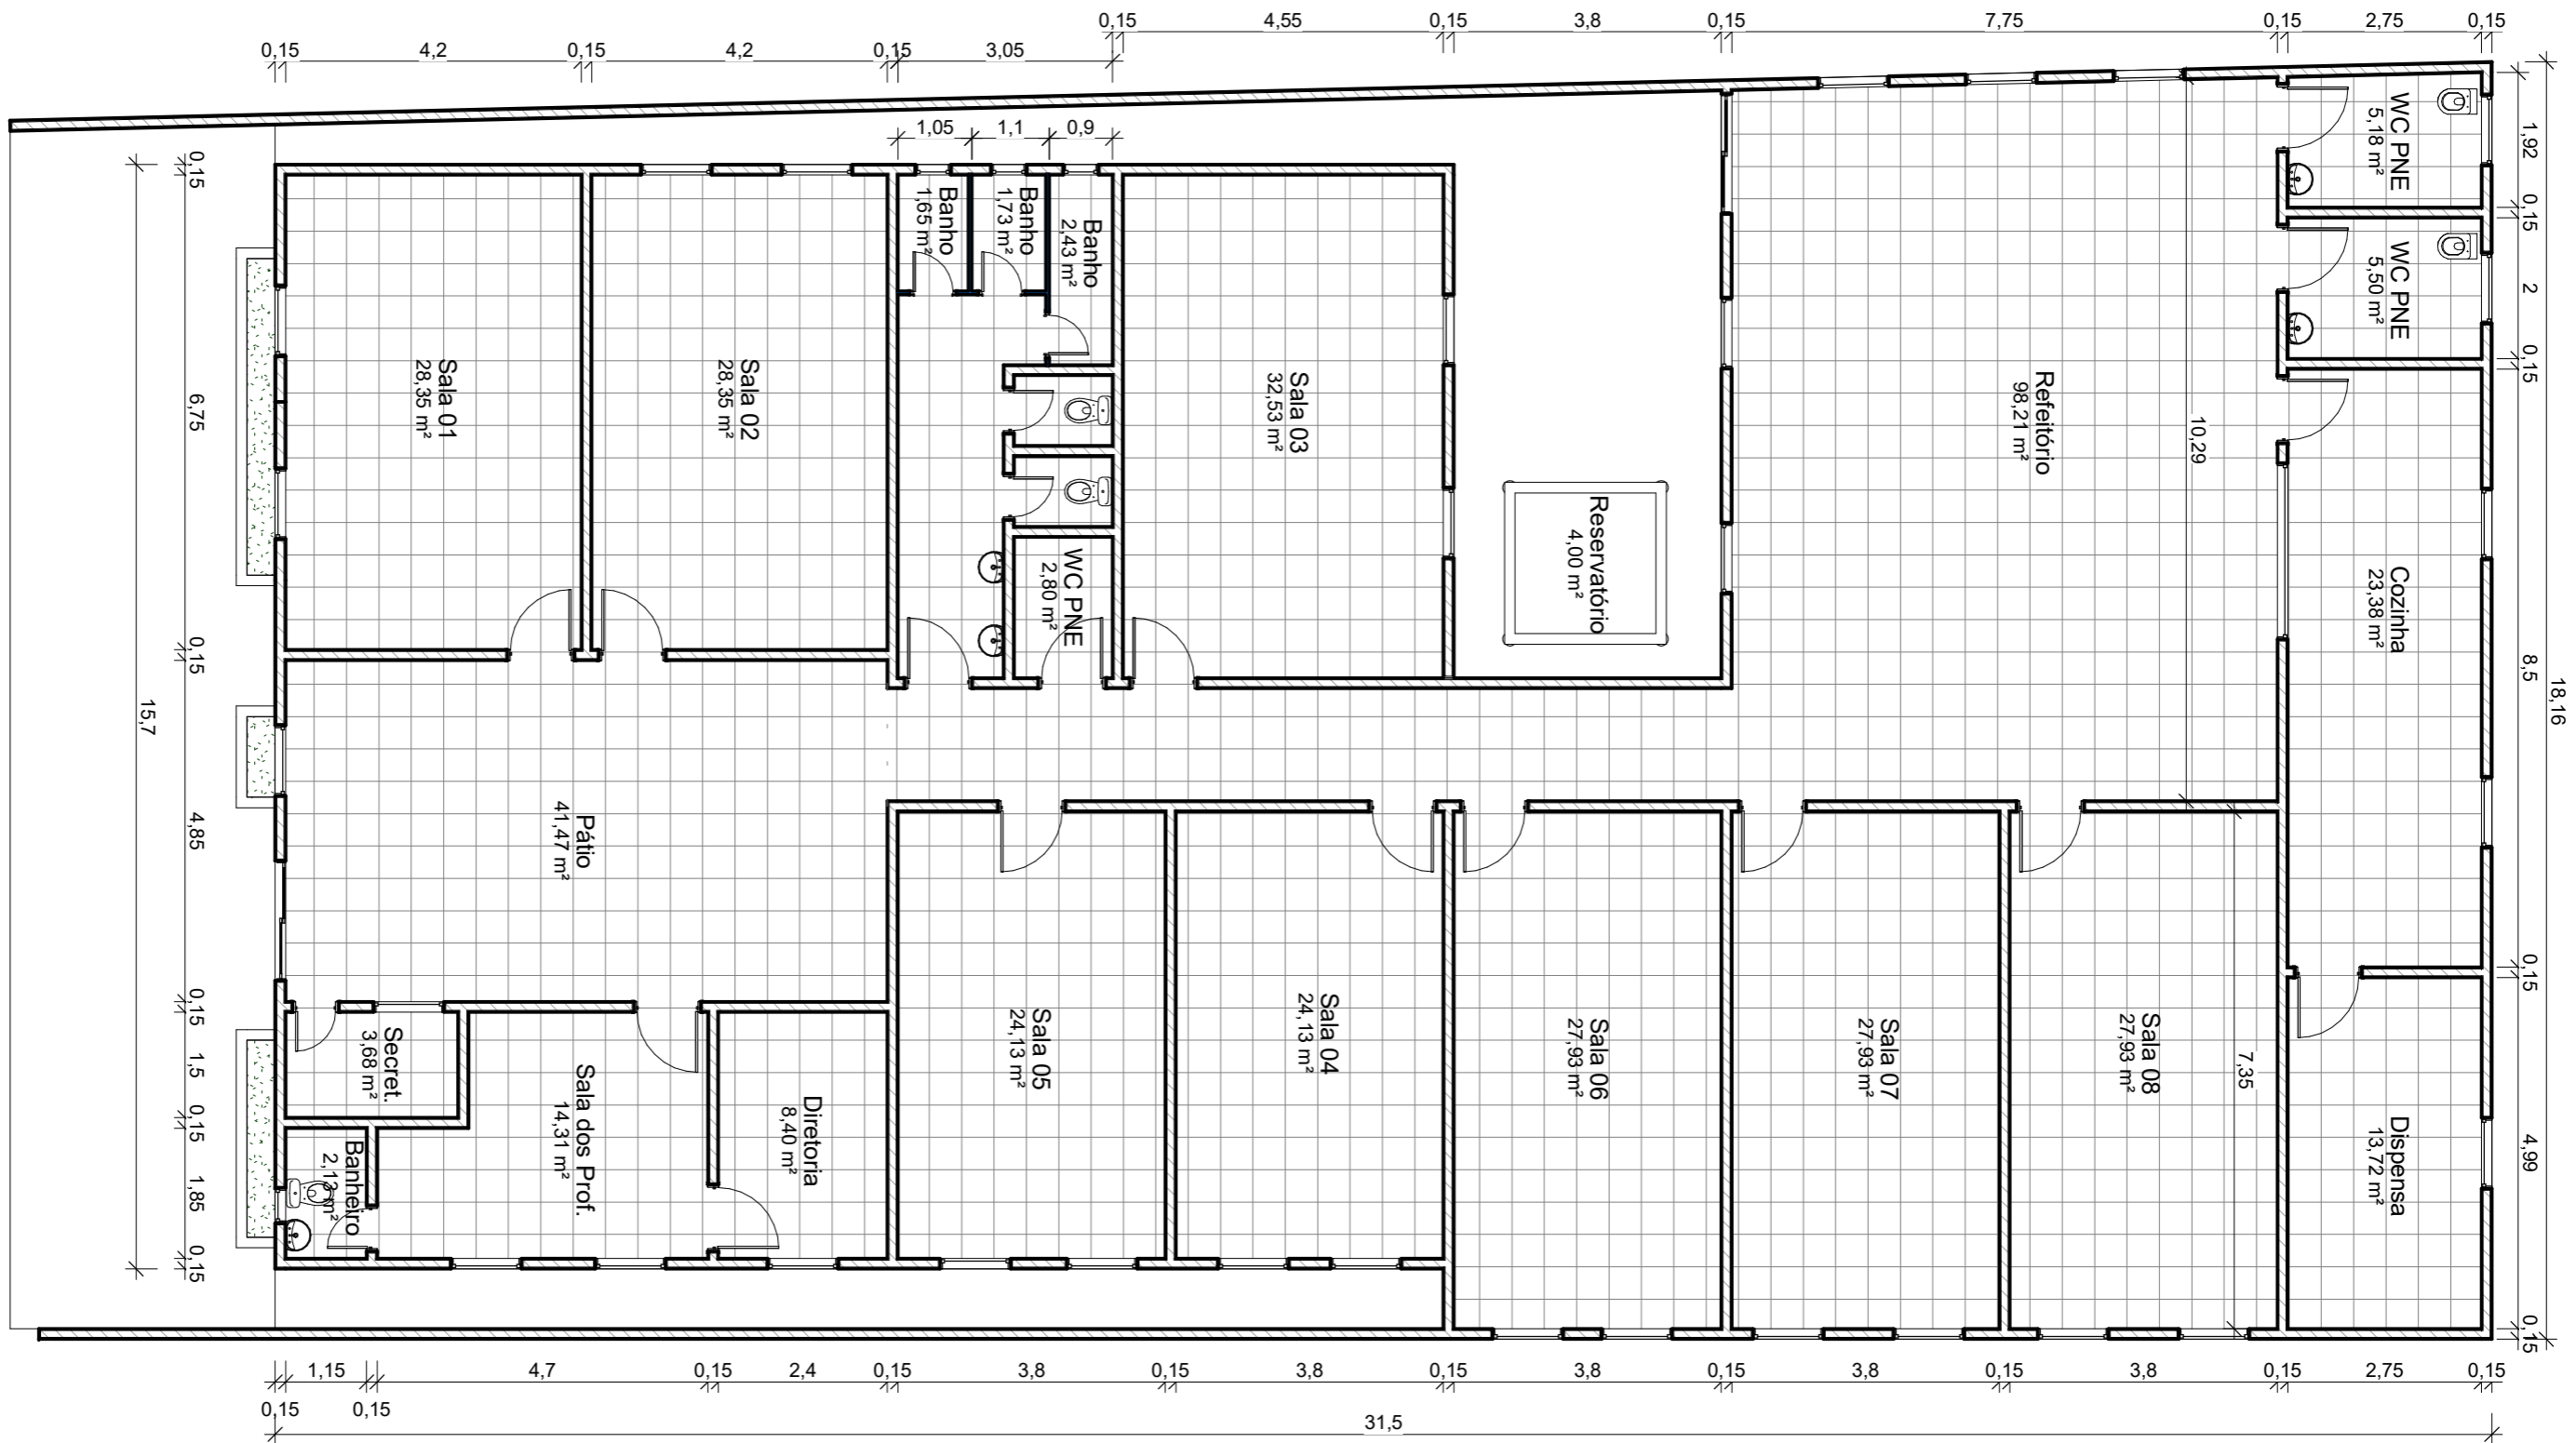 0,15
4,55
0,15
3,8
0,15
7,75
0,15
2,75
0,15
0,15
4,2
0,15
4,2
0,15
3,05
1,05
1,1
0,9
WC PNE
5,18 m²
WC PNE
5,50 m²
Banho
1,65 m²
Banho
1,73 m²
Banho
2,43 m²
Sala 01
28,35 m²
Sala 02
28,35 m²
Sala 03
32,53 m²
Refeitório
98,21 m²
10,29
Reservatório
4,00 m²
WC PNE
2,80 m²
Cozinha
23,38 m²
Pátio
41,47 m²
Secret.
3,68 m²
Sala dos Prof.
14,31 m²
Diretoria
8,40 m²
Banheiro
2,13 m²
Sala 05
24,13 m²
Sala 04
24,13 m²
Sala 06
27,93 m²
Sala 07
27,93 m²
Sala 08
27,93 m²
7,35
Dispensa
13,72 m²
0,15
6,75
0,15
4,85
0,15
1,5
0,15
1,85
0,15
15,7
1,92
0,15
2
0,15
8,5
0,15
4,99
0,15
18,16
1,15
4,7
0,15
2,4
0,15
3,8
0,15
3,8
0,15
3,8
0,15
3,8
0,15
3,8
0,15
2,75
0,15
0,15
0,15
31,5